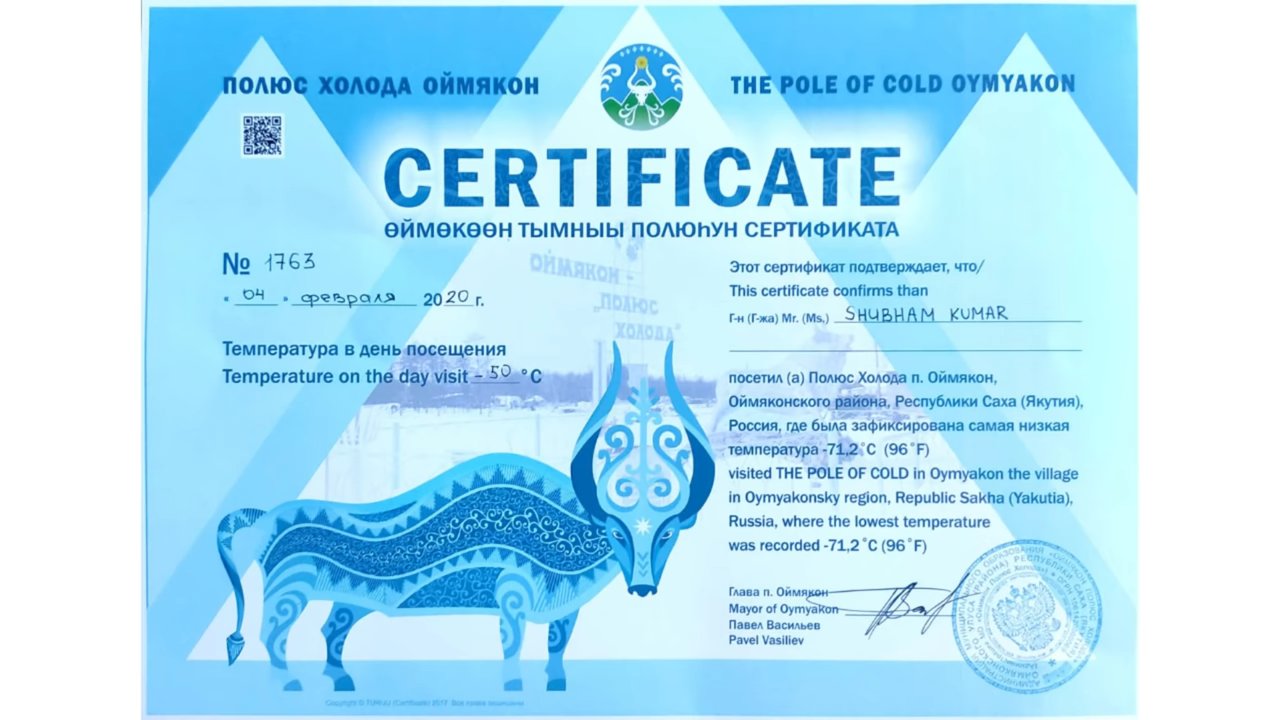 ПОЛЮС ХОЛОДА ОЙМЯКОН
THE POLE OF COLD OYMYAKON
CERTIFICATE
ӨЙМӨКӨӨН ТЫМНЫЫ ПОЛЮҺУН СЕРТИФИКАТА
№ 1763
« 04 » февраля 2020 г.
Температура в день посещения
Temperature on the day visit – 50 °C
ОЙМЯКОН -
„ПОЛЮС
ХОЛОДА“
Этот сертификат подтверждает, что/
This certificate confirms than
Г-н (Г-жа) Mr. (Ms.) SHUBHAM KUMAR
посетил (а) Полюс Холода п. Оймякон,
Оймяконского района, Республики Саха (Якутия),
Россия, где была зафиксирована самая низкая
температура -71,2˚C (96˚F)
visited THE POLE OF COLD in Oymyakon the village
in Oymyakonsky region, Republic Sakha (Yakutia),
Russia, where the lowest temperature
was recorded -71,2˚C (96˚F)
Глава п. Оймякон
Mayor of Oymyakon
Павел Васильев
Pavel Vasiliev